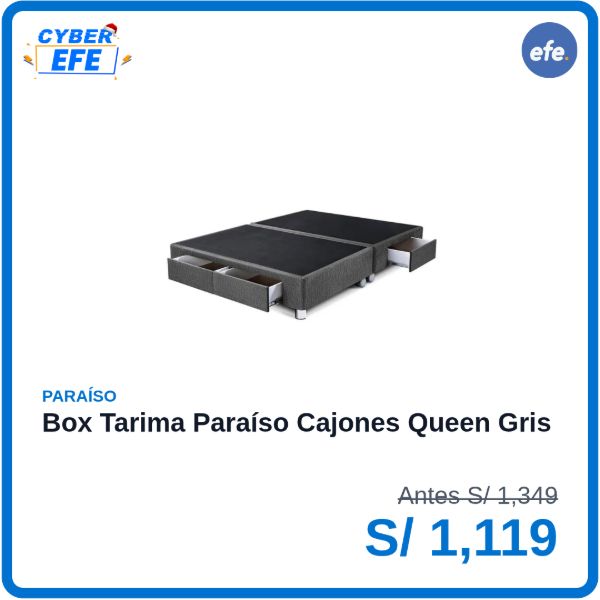 CYBER
EFE
efe.
PARAÍSO
Box Tarima Paraíso Cajones Queen Gris
Antes S/ 1,349
S/ 1,119